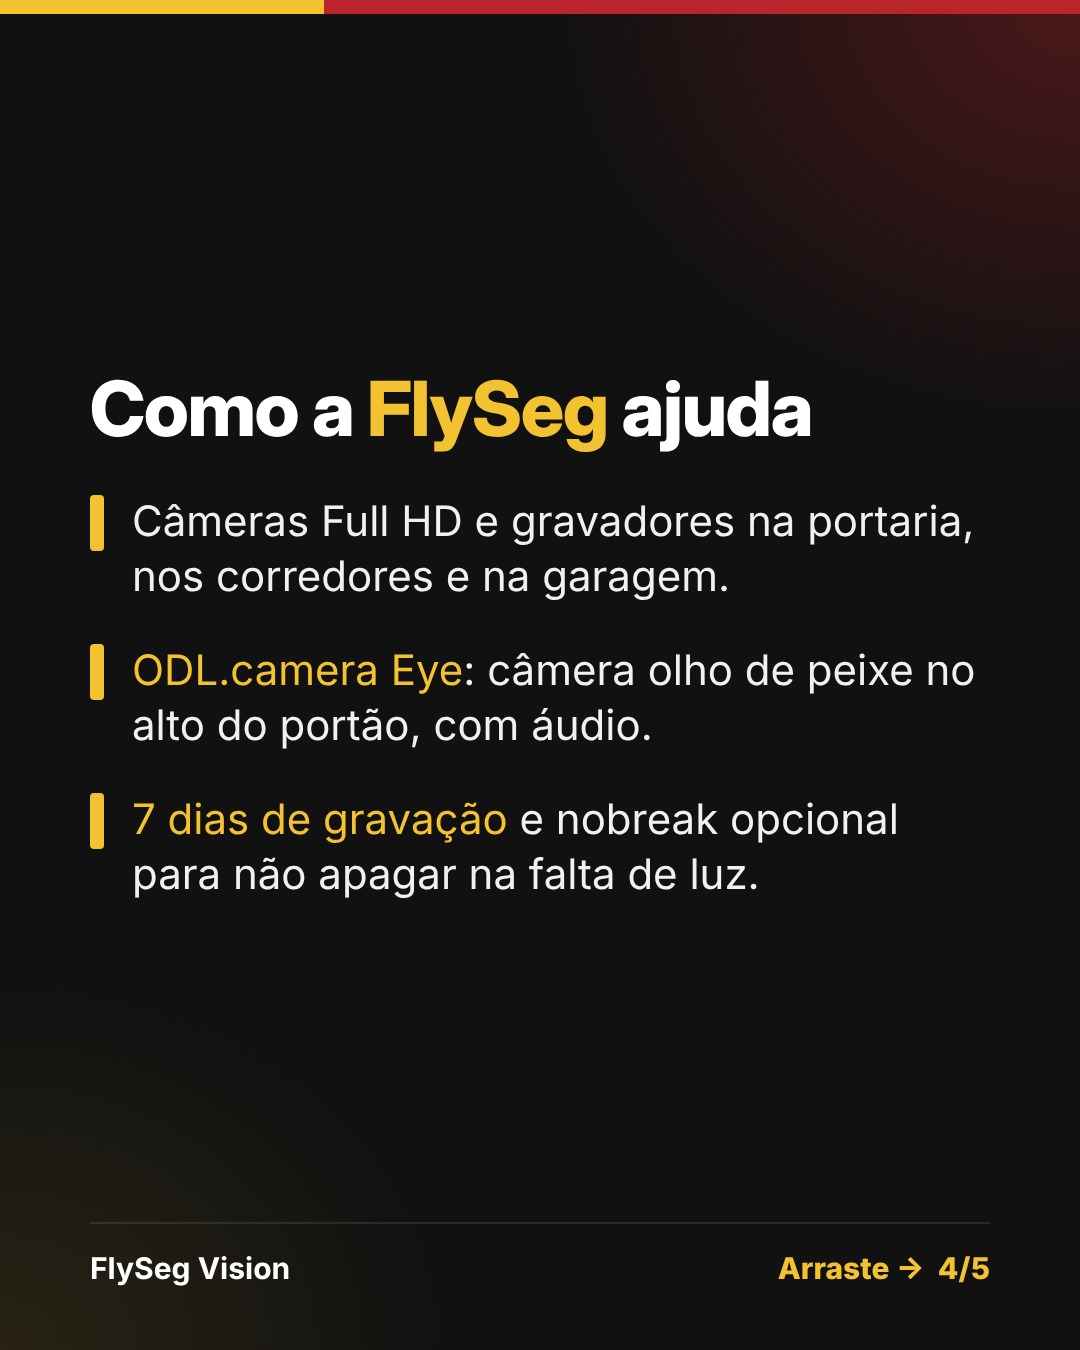 Como a FlySeg ajuda
Câmeras Full HD e gravadores na portaria,
nos corredores e na garagem.
ODL.camera Eye: câmera olho de peixe no
alto do portão, com áudio.
7 dias de gravação e nobreak opcional
para não apagar na falta de luz.
FlySeg Vision
Arraste → 4/5